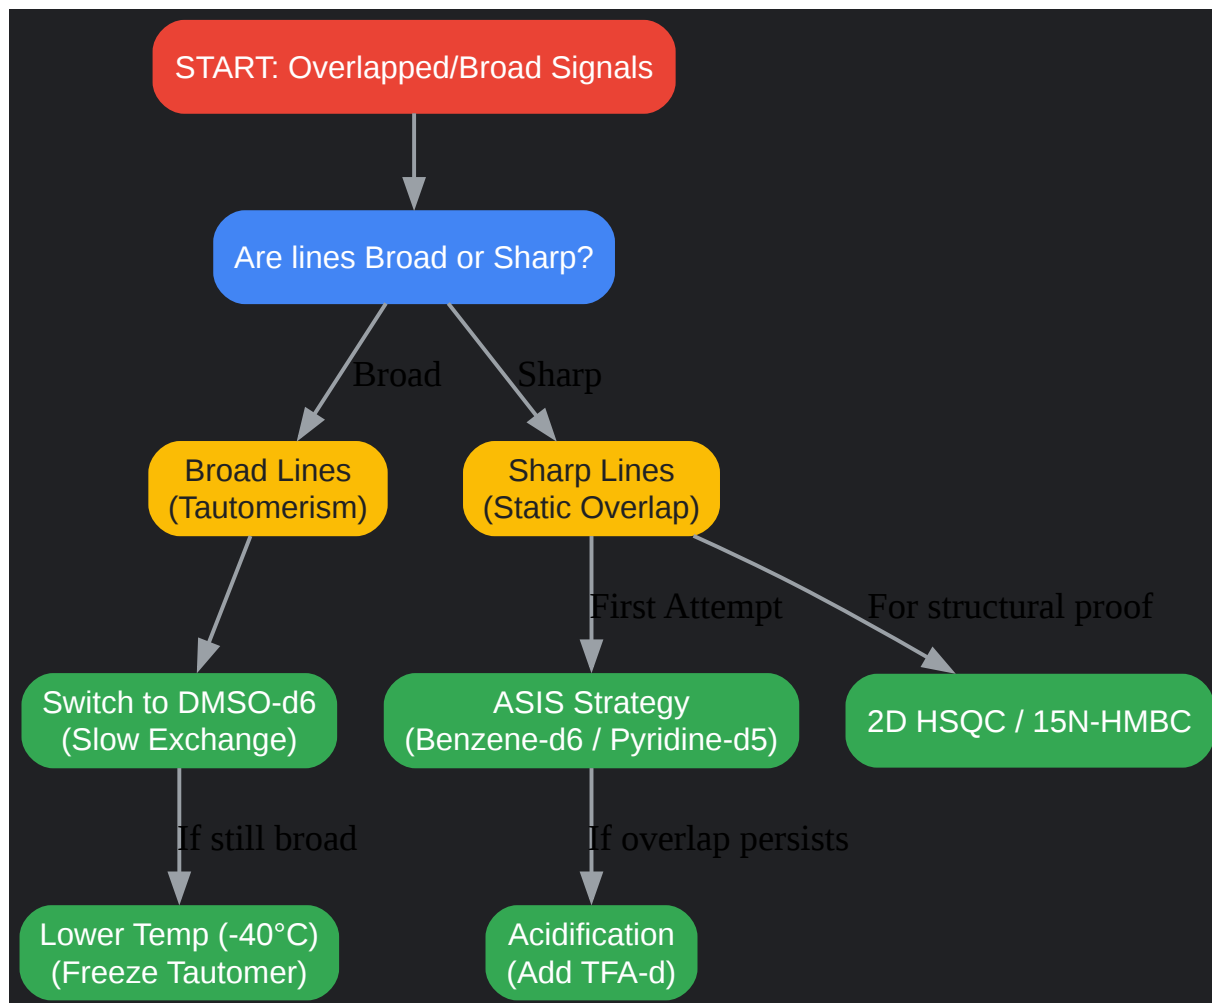 START: Overlapped/Broad Signals
Are lines Broad or Sharp?
Broad
Sharp
Broad Lines
(Tautomerism)
Sharp Lines
(Static Overlap)
First Attempt
For structural proof
Switch to DMSO-d6
(Slow Exchange)
ASIS Strategy
(Benzene-d6 / Pyridine-d5)
2D HSQC / 15N-HMBC
If still broad
If overlap persists
Lower Temp (-40°C)
(Freeze Tautomer)
Acidification
(Add TFA-d)